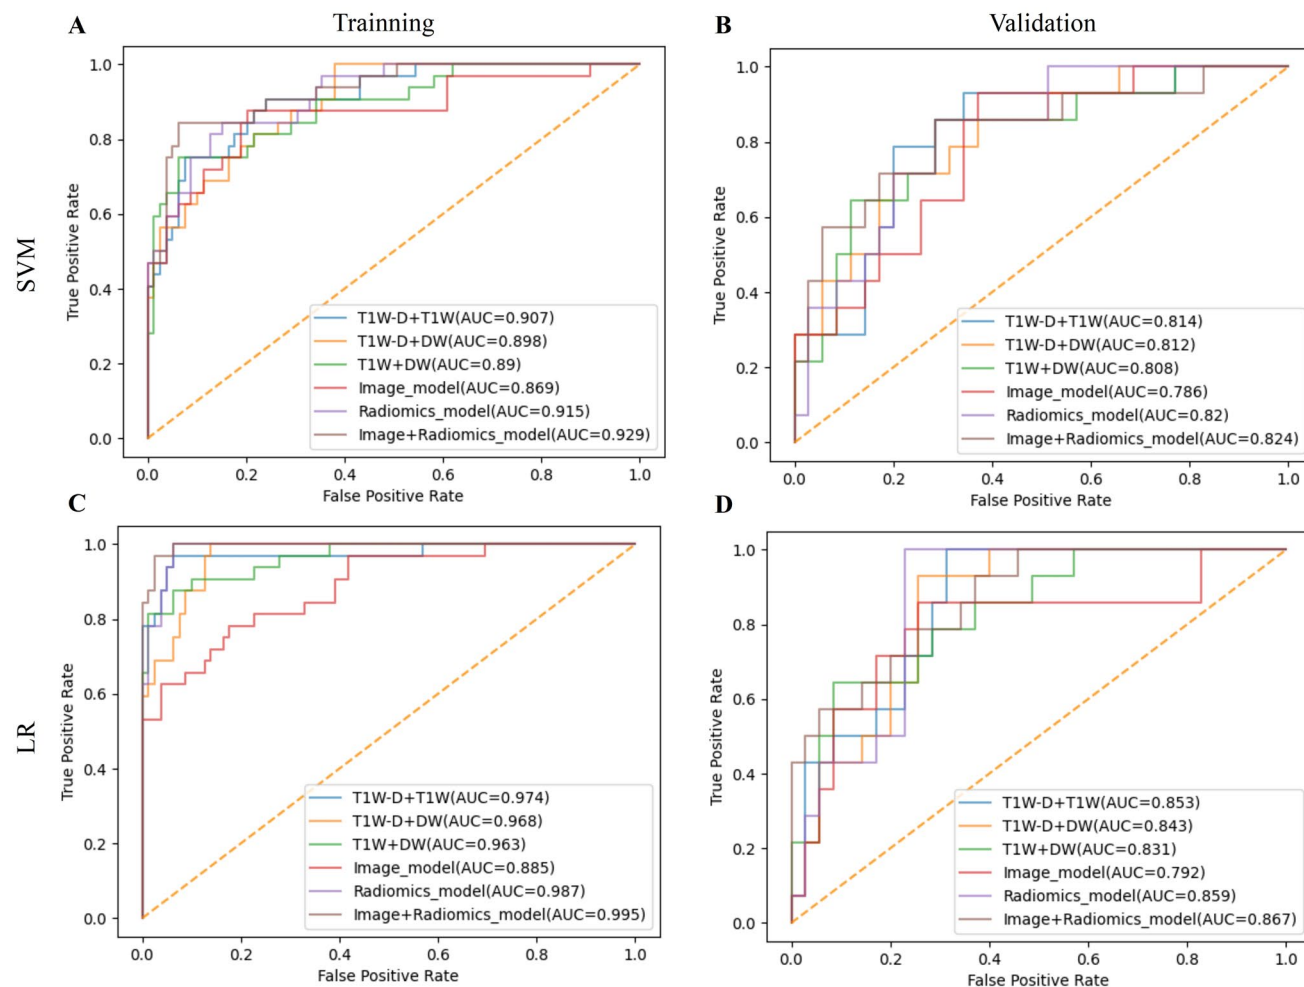 A
Trainning
B
Validation
SVM
True Positive Rate
1.0
0.8
0.6
0.4
0.2
0.0
T1W-D+T1W(AUC=0.907)
T1W-D+DW(AUC=0.898)
T1W+DW(AUC=0.89)
Image_model(AUC=0.869)
Radiomics_model(AUC=0.915)
Image+Radiomics_model(AUC=0.929)
0.0 0.2 0.4 0.6 0.8 1.0
False Positive Rate
True Positive Rate
1.0
0.8
0.6
0.4
0.2
0.0
T1W-D+T1W(AUC=0.814)
T1W-D+DW(AUC=0.812)
T1W+DW(AUC=0.808)
Image_model(AUC=0.786)
Radiomics_model(AUC=0.82)
Image+Radiomics_model(AUC=0.824)
0.0 0.2 0.4 0.6 0.8 1.0
False Positive Rate
C
D
LR
True Positive Rate
1.0
0.8
0.6
0.4
0.2
0.0
T1W-D+T1W(AUC=0.974)
T1W-D+DW(AUC=0.968)
T1W+DW(AUC=0.963)
Image_model(AUC=0.885)
Radiomics_model(AUC=0.987)
Image+Radiomics_model(AUC=0.995)
0.0 0.2 0.4 0.6 0.8 1.0
False Positive Rate
True Positive Rate
1.0
0.8
0.6
0.4
0.2
0.0
T1W-D+T1W(AUC=0.853)
T1W-D+DW(AUC=0.843)
T1W+DW(AUC=0.831)
Image_model(AUC=0.792)
Radiomics_model(AUC=0.859)
Image+Radiomics_model(AUC=0.867)
0.0 0.2 0.4 0.6 0.8 1.0
False Positive Rate